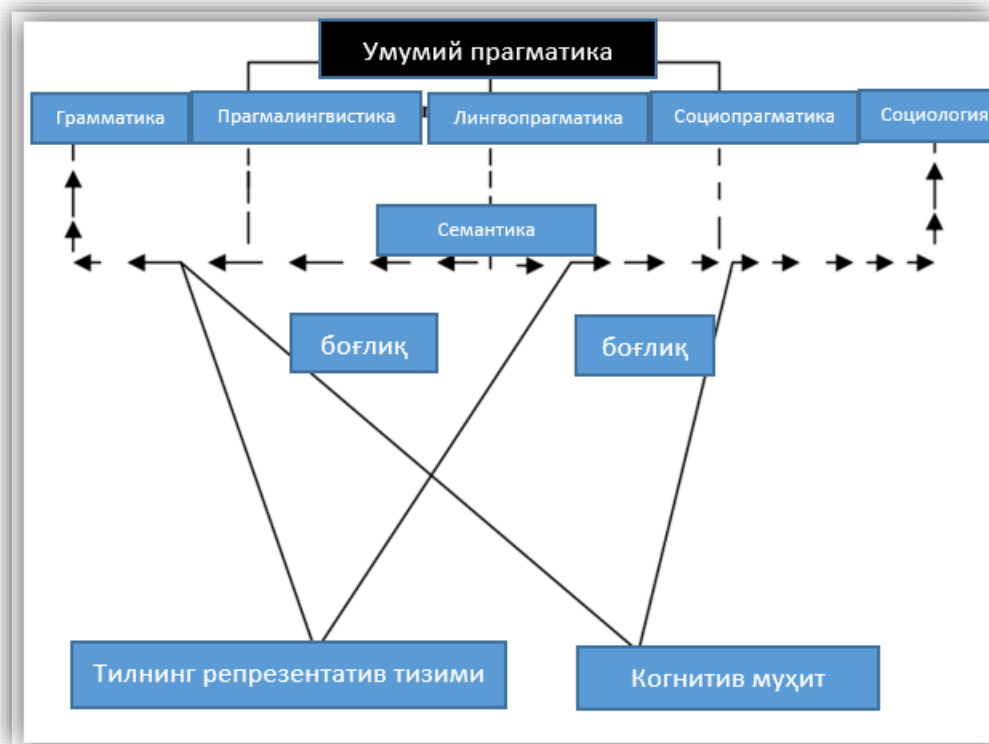 Умумий прагматика
Грамматика
Прагмалингвистика
Лингвопрагматика
Социопрагматика
Социология
Семантика
боғлиқ
боғлиқ
Тилнинг репрезентатив тизими
Когнитив муҳит